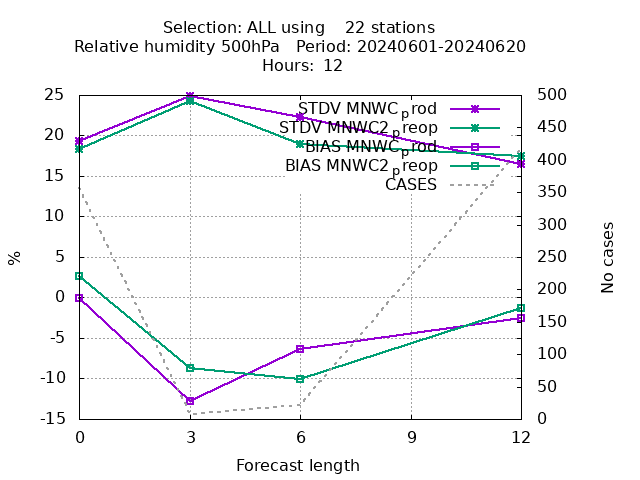 Selection: ALL using    22 stations
Relative humidity 500hPa   Period: 20240601-20240620
Hours:  12
25
20
15
10
5
0
-5
-10
-15
500
450
400
350
300
250
200
150
100
50
0
STDV MNWC_prod
STDV MNWC2_preop
BIAS MNWC_prod
BIAS MNWC2_preop
CASES
%
No cases
0 3 6 9 12
Forecast length